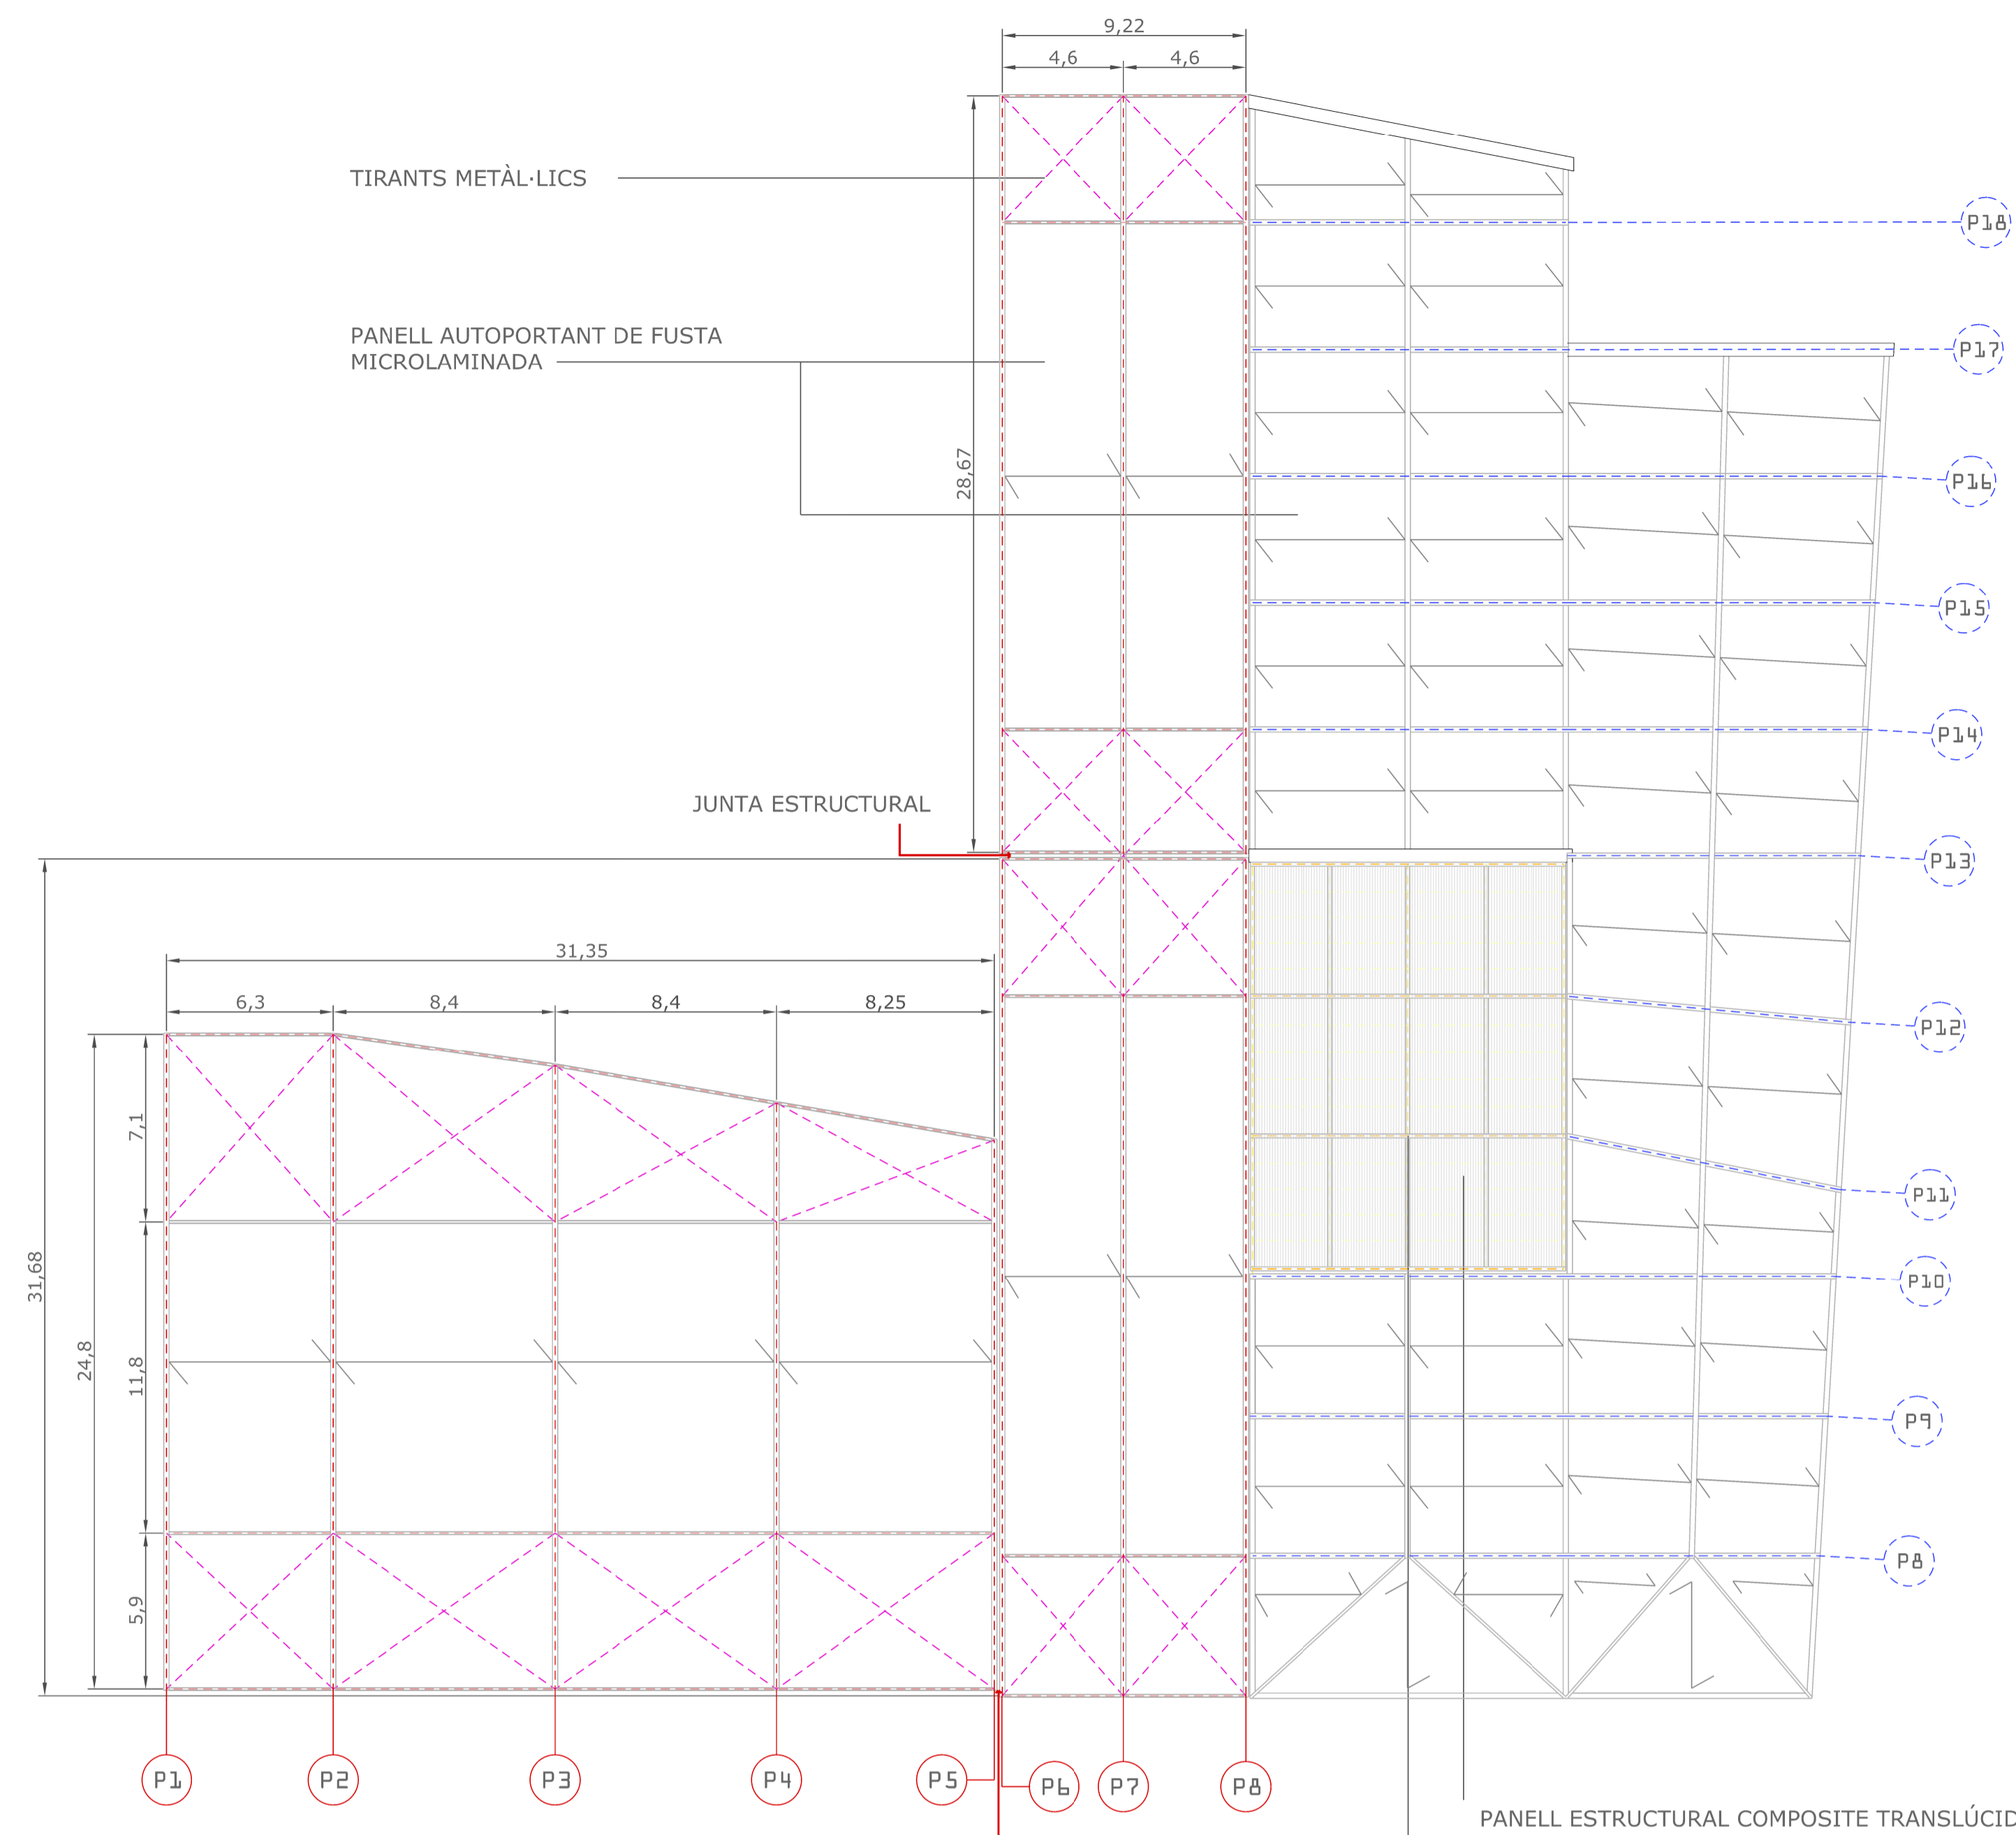 9,22
4,6
4,6
TIRANTS METÀL·LICS
P18
PANELL AUTOPORTANT DE FUSTA
MICROLAMINADA
P17
28,67
P16
P15
P14
JUNTA ESTRUCTURAL
P13
31,35
6,3
8,4
8,4
8,25
P12
7,1
P11
31,68
P10
24,8
11,8
P9
P8
5,9
P1
P2
P3
P4
P5
P6
P7
P8
PANELL ESTRUCTURAL COMPOSITE TRANSLÚCID